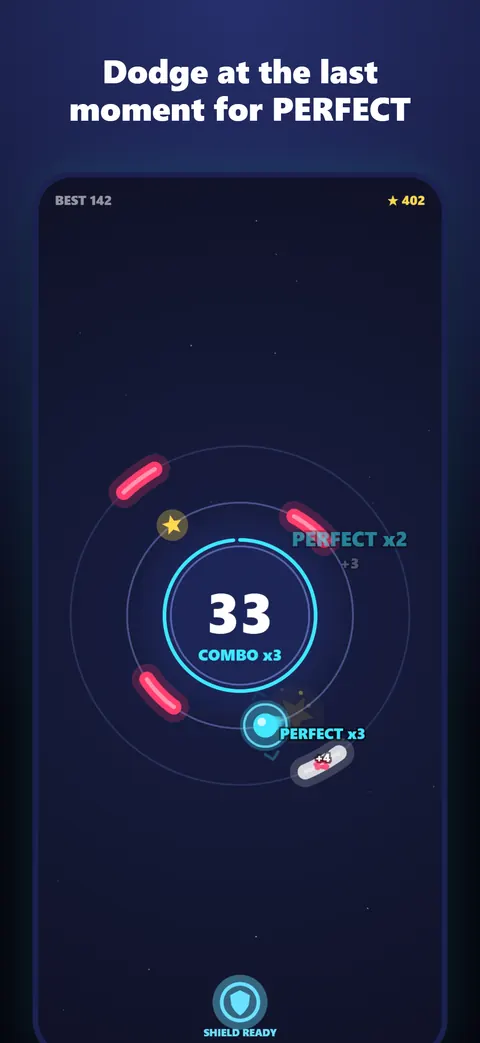 Dodge at the last
moment for PERFECT
BEST 142
★ 402
PERFECT x2
+3
33
COMBO x3
PERFECT x3
+4
SHIELD READY